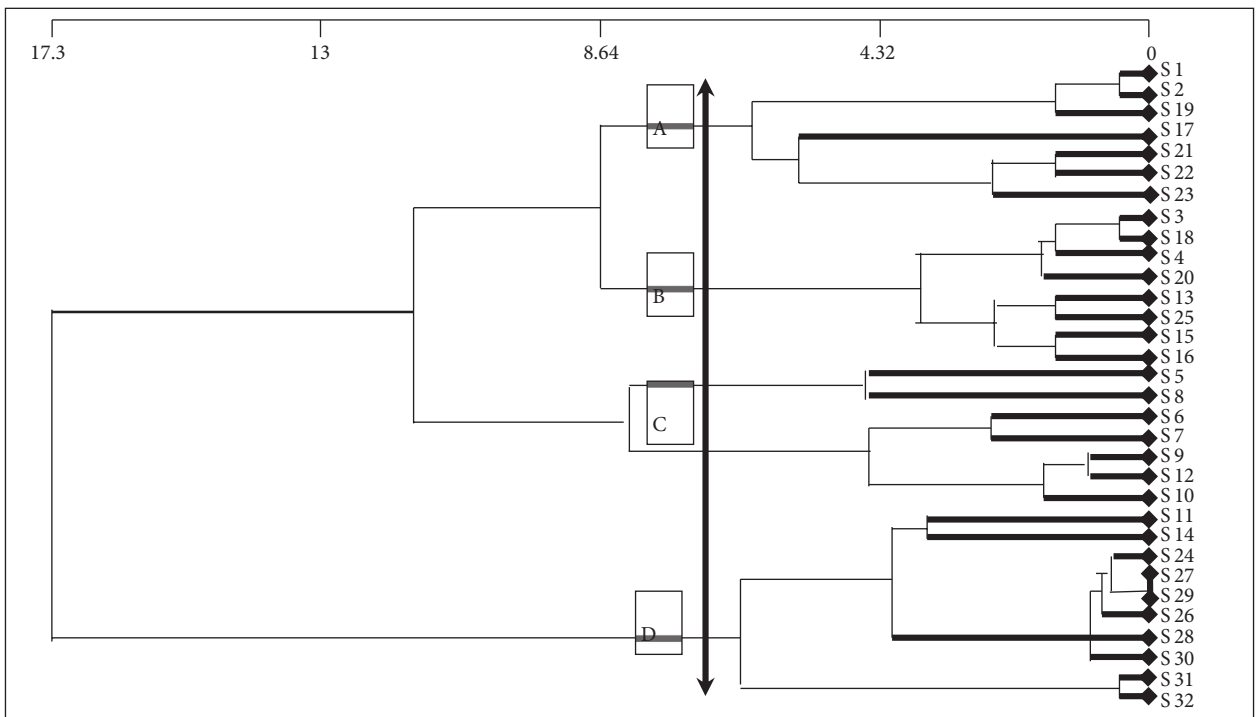 17.3 13 8.64 4.32 0
S 1
S 2
S 19
A
S 17
S 21
S 22
S 23
S 3
S 18
S 4
S 20
B
S 13
S 25
S 15
S 16
S 5
S 8
S 6
C
S 7
S 9
S 12
S 10
S 11
S 14
S 24
S 27
S 29
S 26
D
S 28
S 30
S 31
S 32